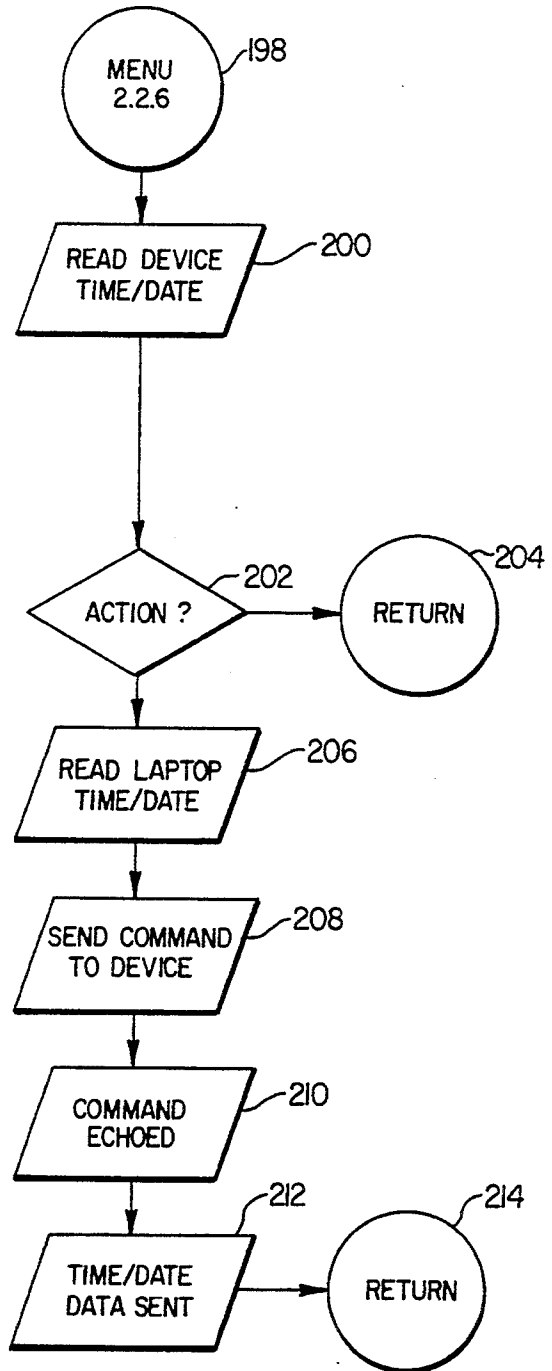 MENU
2.2.6
198
READ DEVICE
TIME/DATE
200
ACTION ?
202
RETURN
204
READ LAPTOP
TIME/DATE
206
SEND COMMAND
TO DEVICE
208
COMMAND
ECHOED
210
TIME/DATE
DATA SENT
212
RETURN
214